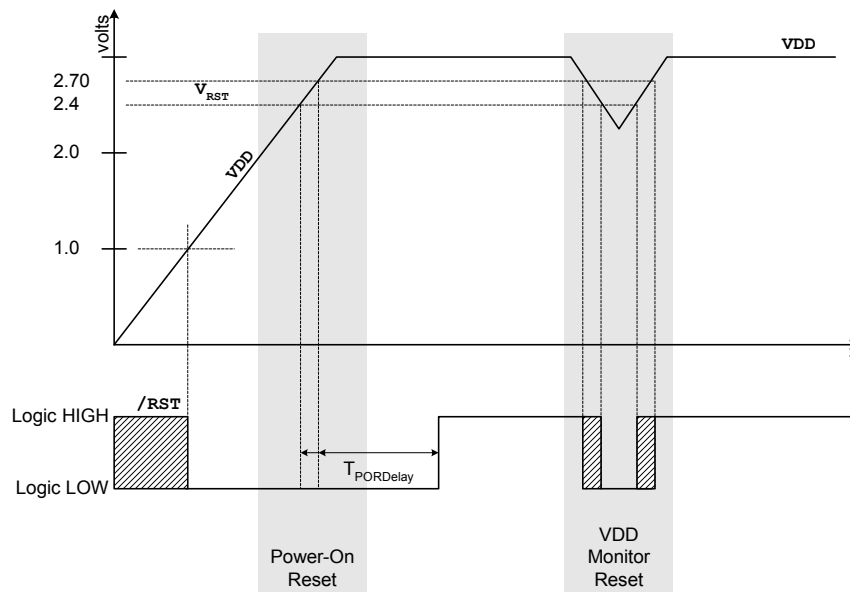 volts
VDD
2.70
V_RST
2.4
VDD
2.0
1.0
/RST
Logic HIGH
T_PORDelay
Logic LOW
Power-On
Reset
VDD
Monitor
Reset